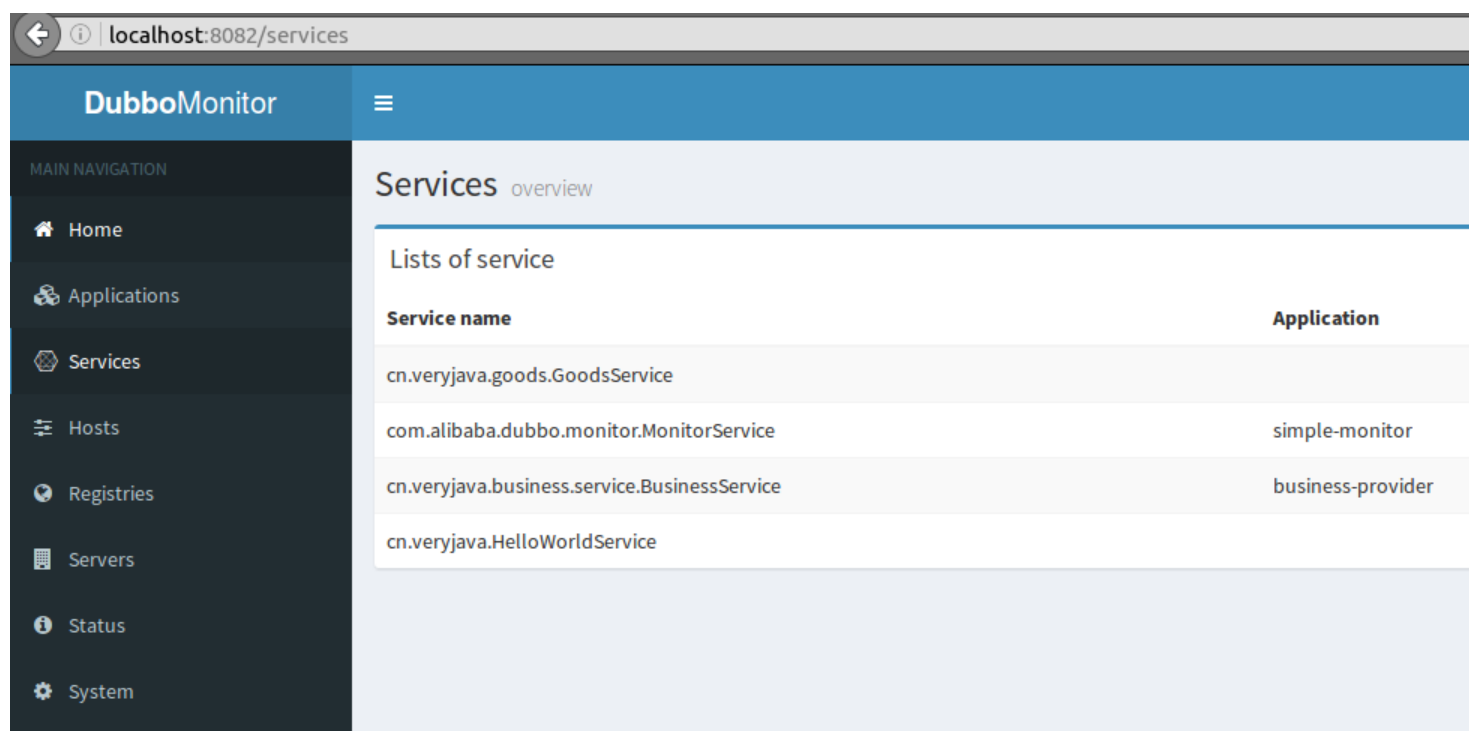 localhost:8082/services
DubboMonitor
MAIN NAVIGATION
Home
Applications
Services
Hosts
Registries
Servers
Status
System
Services overview
Lists of service
Service name Application
cn.veryjava.goods.GoodsService
com.alibaba.dubbo.monitor.MonitorService simple-monitor
cn.veryjava.business.service.BusinessService business-provider
cn.veryjava.HelloWorldService